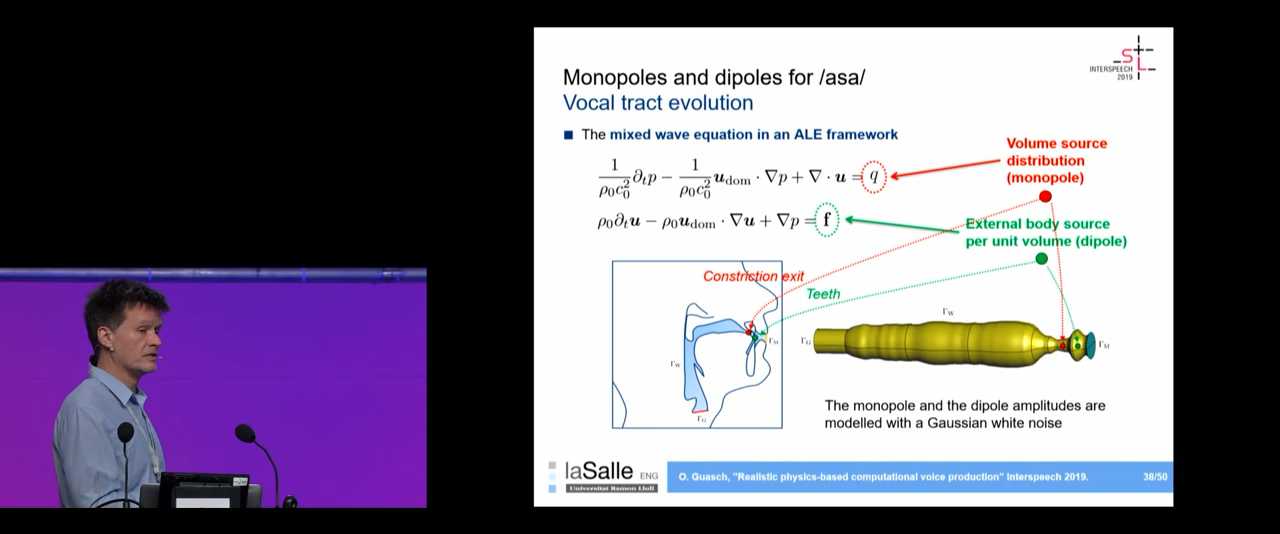 Monopoles and dipoles for /asa/
Vocal tract evolution
S
L
INTERSPEECH
2019
The mixed wave equation in an ALE framework
1/(ρ₀c₀²) ∂ₜp − 1/(ρ₀c₀²) u_dom · ∇p + ∇ · u = q
ρ₀∂ₜu − ρ₀u_dom · ∇u + ∇p = f
Volume source
distribution
(monopole)
External body source
per unit volume (dipole)
Constriction exit
Teeth
Γ_W
Γ_M
Γ_G
Γ_W
Γ_G
Γ_M
The monopole and the dipole amplitudes are
modelled with a Gaussian white noise
laSalle ENG
Universitat Ramon Llull
O. Guasch, "Realistic physics-based computational voice production" Interspeech 2019.
38/50